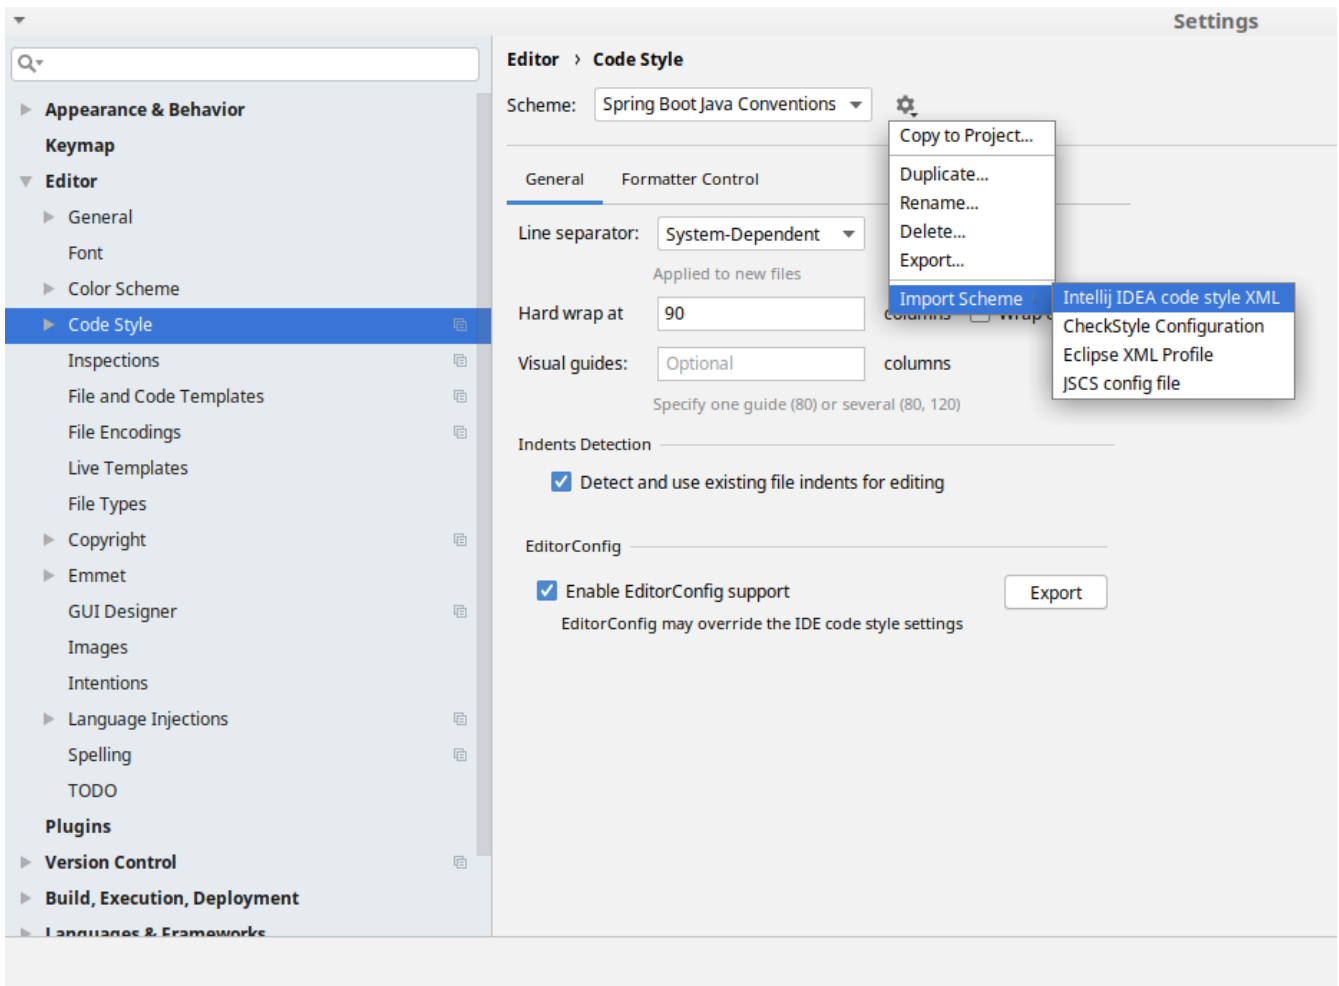 Settings
Appearance & Behavior
Keymap
Editor
General
Font
Color Scheme
Code Style
Inspections
File and Code Templates
File Encodings
Live Templates
File Types
Copyright
Emmet
GUI Designer
Images
Intentions
Language Injections
Spelling
TODO
Plugins
Version Control
Build, Execution, Deployment
Languages & Frameworks
Editor › Code Style
Scheme: Spring Boot Java Conventions
General Formatter Control
Line separator: System-Dependent
Applied to new files
Hard wrap at 90 columns Wrap
Visual guides: Optional columns
Specify one guide (80) or several (80, 120)
Indents Detection
Detect and use existing file indents for editing
EditorConfig
Enable EditorConfig support Export
EditorConfig may override the IDE code style settings
Copy to Project...
Duplicate...
Rename...
Delete...
Export...
Import Scheme
Intellij IDEA code style XML
CheckStyle Configuration
Eclipse XML Profile
JSCS config file